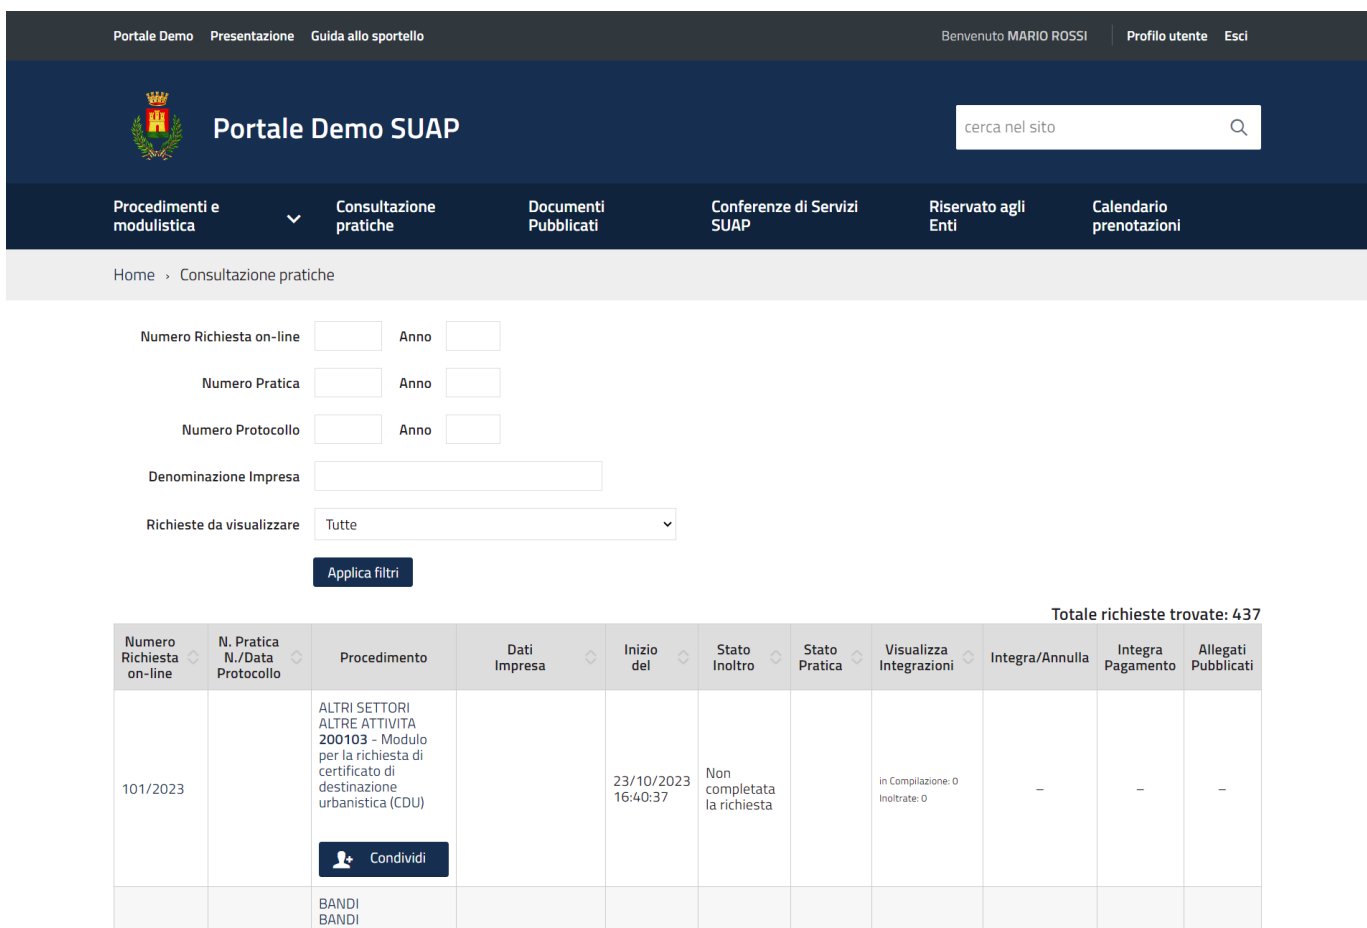 Portale Demo Presentazione Guida allo sportello Benvenuto MARIO ROSSI Profilo utente Esci
Portale Demo SUAP cerca nel sito
Procedimenti e modulistica
Consultazione pratiche
Documenti Pubblicati
Conferenze di Servizi SUAP
Riservato agli Enti
Calendario prenotazioni
Home › Consultazione pratiche
Numero Richiesta on-line Anno
Numero Pratica Anno
Numero Protocollo Anno
Denominazione Impresa
Richieste da visualizzare Tutte
Applica filtri
Totale richieste trovate: 437
Numero Richiesta on-line
N. Pratica N./Data Protocollo
Procedimento
Dati Impresa
Inizio del
Stato Inoltro
Stato Pratica
Visualizza Integrazioni
Integra/Annulla
Integra Pagamento
Allegati Pubblicati
101/2023
ALTRI SETTORI
ALTRE ATTIVITA
200103 - Modulo
per la richiesta di
certificato di
destinazione
urbanistica (CDU)
Condividi
23/10/2023
16:40:37
Non
completata
la richiesta
in Compilazione: 0
Inoltrate: 0
– – –
BANDI
BANDI